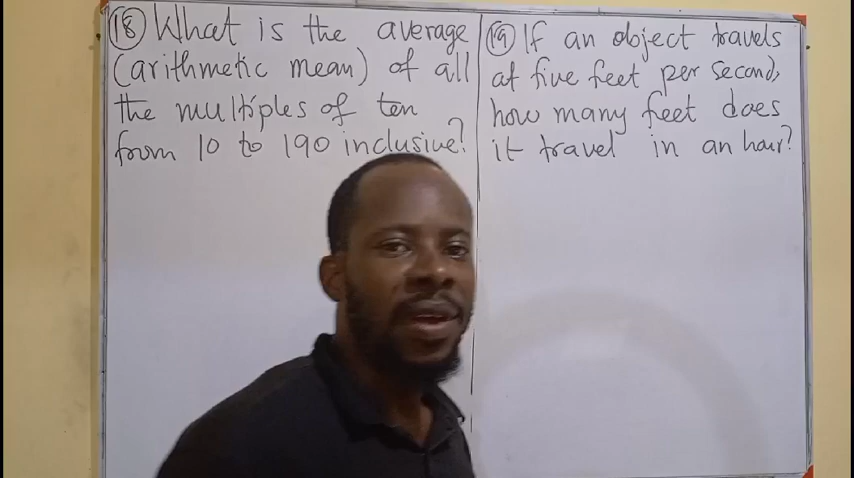 18 What is the average
(arithmetic mean) of all
the multiples of ten
from 10 to 190 inclusive?
19 If an object travels
at five feet per second,
how many feet does
it travel in an hour?